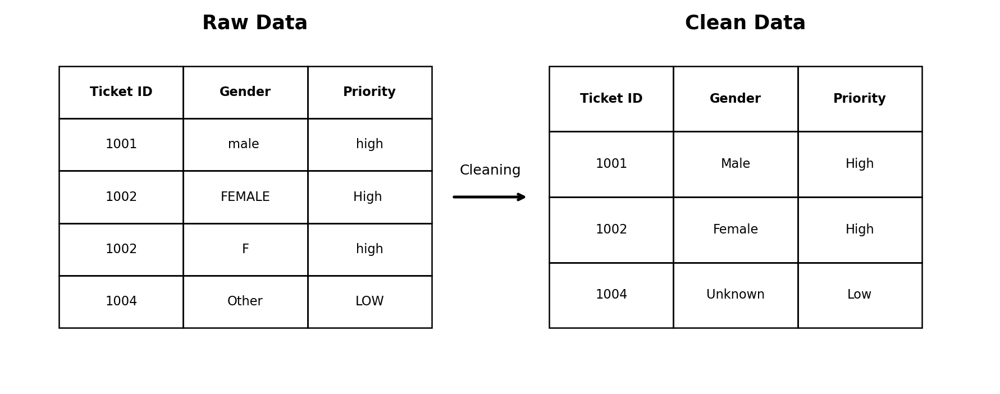 Raw Data
Ticket ID Gender Priority
1001 male high
1002 FEMALE High
1002 F high
1004 Other LOW
Cleaning
Clean Data
Ticket ID Gender Priority
1001 Male High
1002 Female High
1004 Unknown Low